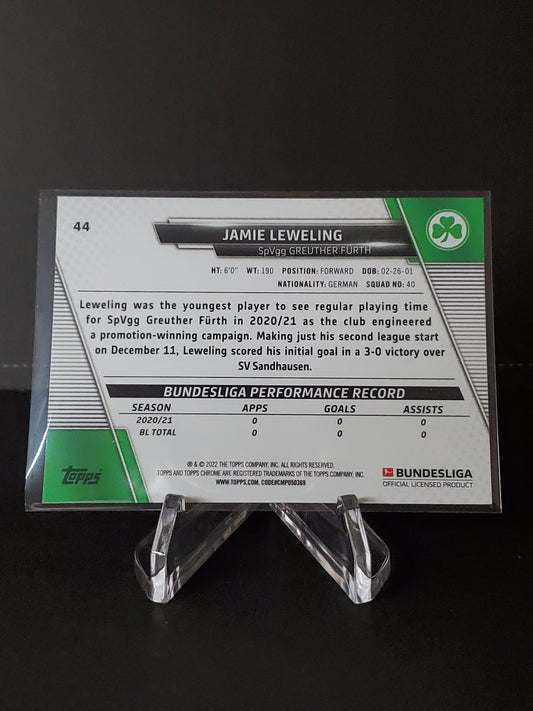 44
JAMIE LEWELING
SpVgg GREUTHER FÜRTH
HT: 6'0" WT: 190 POSITION: FORWARD DOB: 02-26-01
NATIONALITY: GERMAN SQUAD NO: 40
Leweling was the youngest player to see regular playing time
for SpVgg Greuther Fürth in 2020/21 as the club engineered
a promotion-winning campaign. Making just his second league start
on December 11, Leweling scored his initial goal in a 3-0 victory over
SV Sandhausen.
BUNDESLIGA PERFORMANCE RECORD
SEASON APPS GOALS ASSISTS
2020/21 0 0 0
BL TOTAL 0 0 0
® & © 2022 THE TOPPS COMPANY, INC. ALL RIGHTS RESERVED.
TOPPS AND TOPPS CHROME ARE REGISTERED TRADEMARKS OF THE TOPPS COMPANY, INC.
WWW.TOPPS.COM. CODE#CMP050369
topps
BUNDESLIGA
OFFICIAL LICENSED PRODUCT